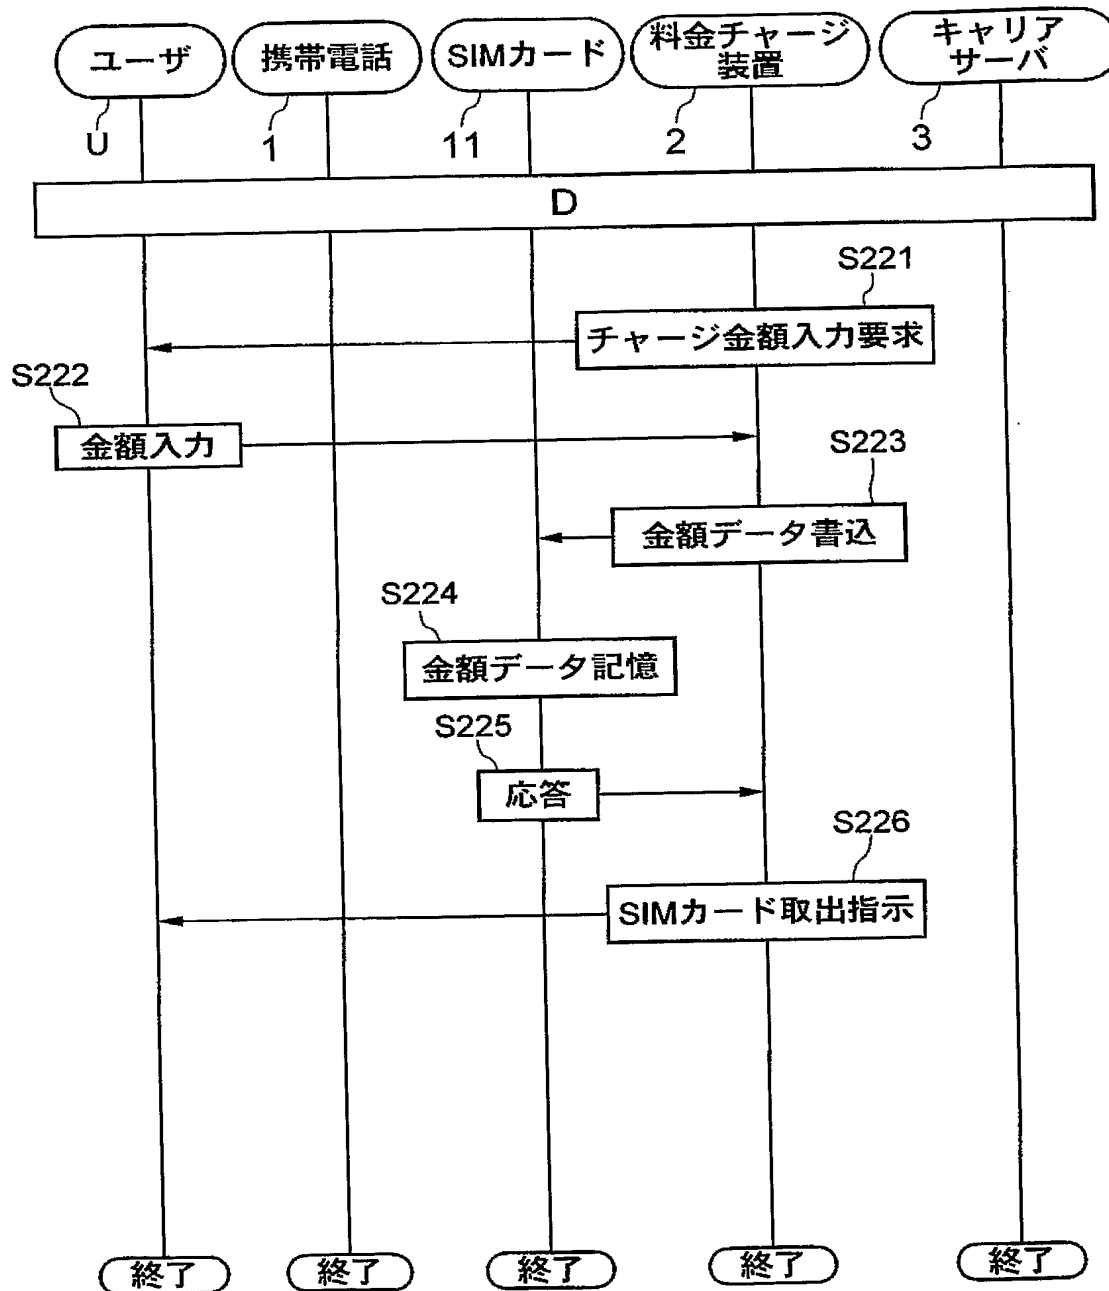 ユーザ
携帯電話
SIMカード
料金チャージ
装置
キャリア
サーバ
U
1
11
2
3
D
S221
チャージ金額入力要求
S222
金額入力
S223
金額データ書込
S224
金額データ記憶
S225
応答
S226
SIMカード取出指示
終了
終了
終了
終了
終了